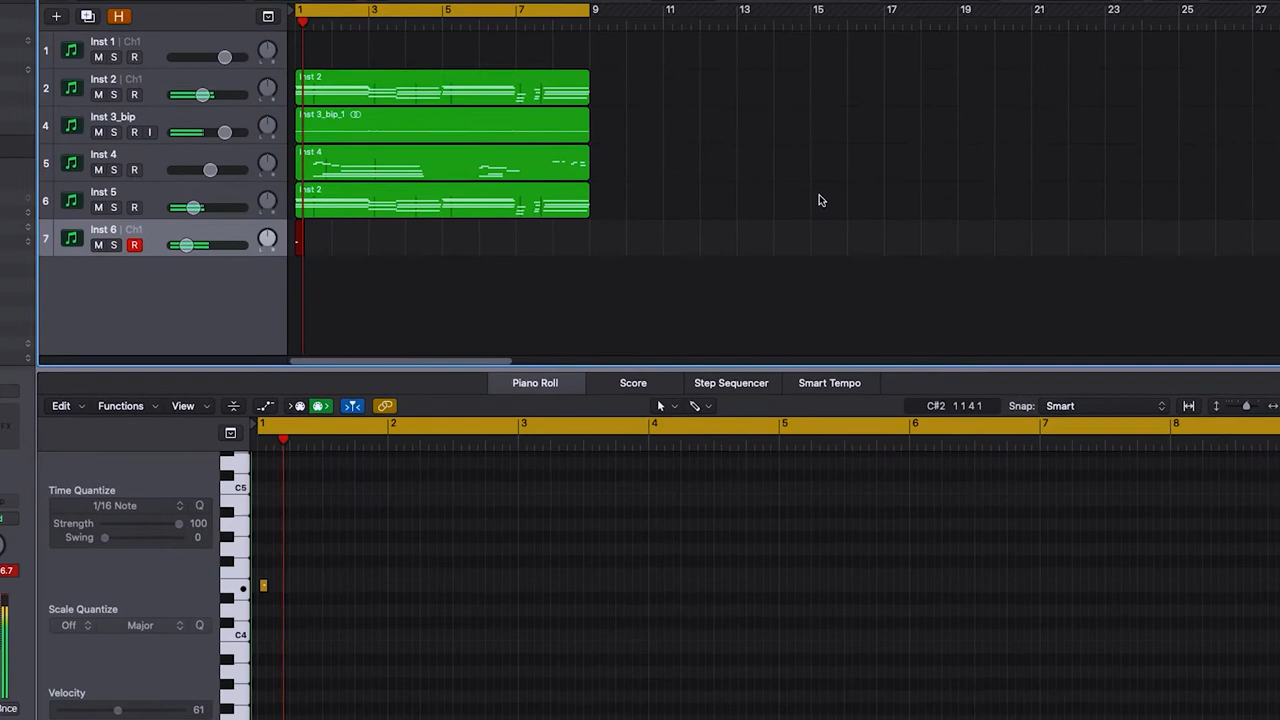 1 3 5 7 9 11 13 15 17 19 21 23 25 27
H
1 Inst 1 | Ch1
M S R
2 Inst 2 | Ch1
M S R
4 Inst 3_bip
M S R I
5 Inst 4
M S R
6 Inst 5
M S R
7 Inst 6 | Ch1
M S R
Inst 2
Inst 3_bip_1
Inst 4
Inst 2
Piano Roll Score Step Sequencer Smart Tempo
Edit Functions View C#2 1 1 4 1 Snap: Smart
1 2 3 4 5 6 7 8
Time Quantize
1/16 Note Q
Strength 100
Swing 0
Scale Quantize
Off Major Q
Velocity
61
C5
C4
FX
6.7